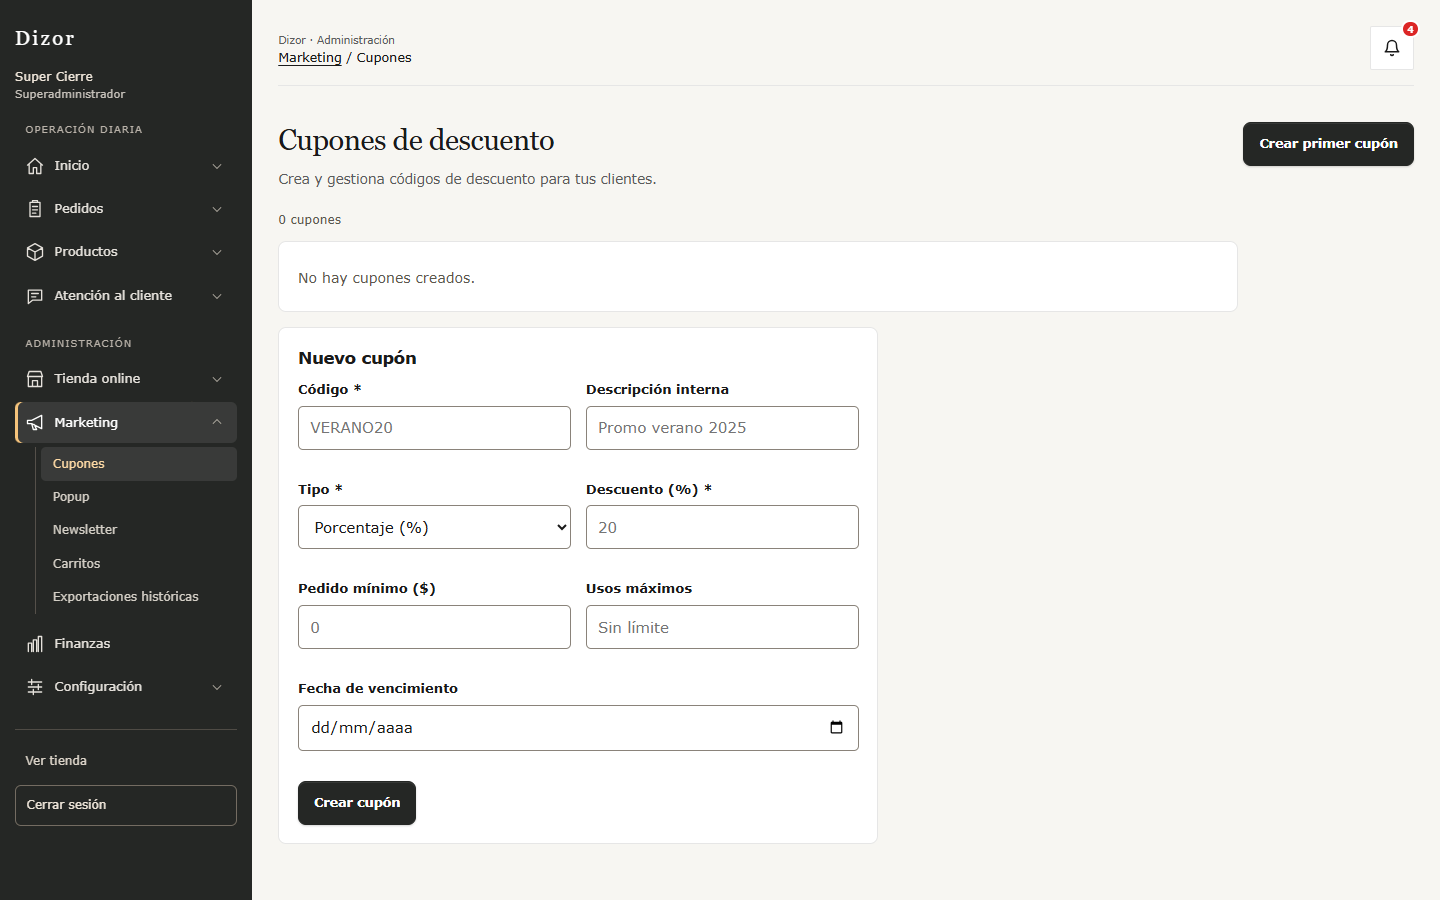 Dizor
Super Cierre
Superadministrador
OPERACIÓN DIARIA
Inicio
Pedidos
Productos
Atención al cliente
ADMINISTRACIÓN
Tienda online
Marketing
Cupones
Popup
Newsletter
Carritos
Exportaciones históricas
Finanzas
Configuración
Ver tienda
Cerrar sesión
Dizor · Administración
Marketing / Cupones
4
Cupones de descuento
Crear primer cupón
Crea y gestiona códigos de descuento para tus clientes.
0 cupones
No hay cupones creados.
Nuevo cupón
Código * Descripción interna
VERANO20 Promo verano 2025
Tipo * Descuento (%) *
Porcentaje (%) 20
Pedido mínimo ($) Usos máximos
0 Sin límite
Fecha de vencimiento
dd/mm/aaaa
Crear cupón